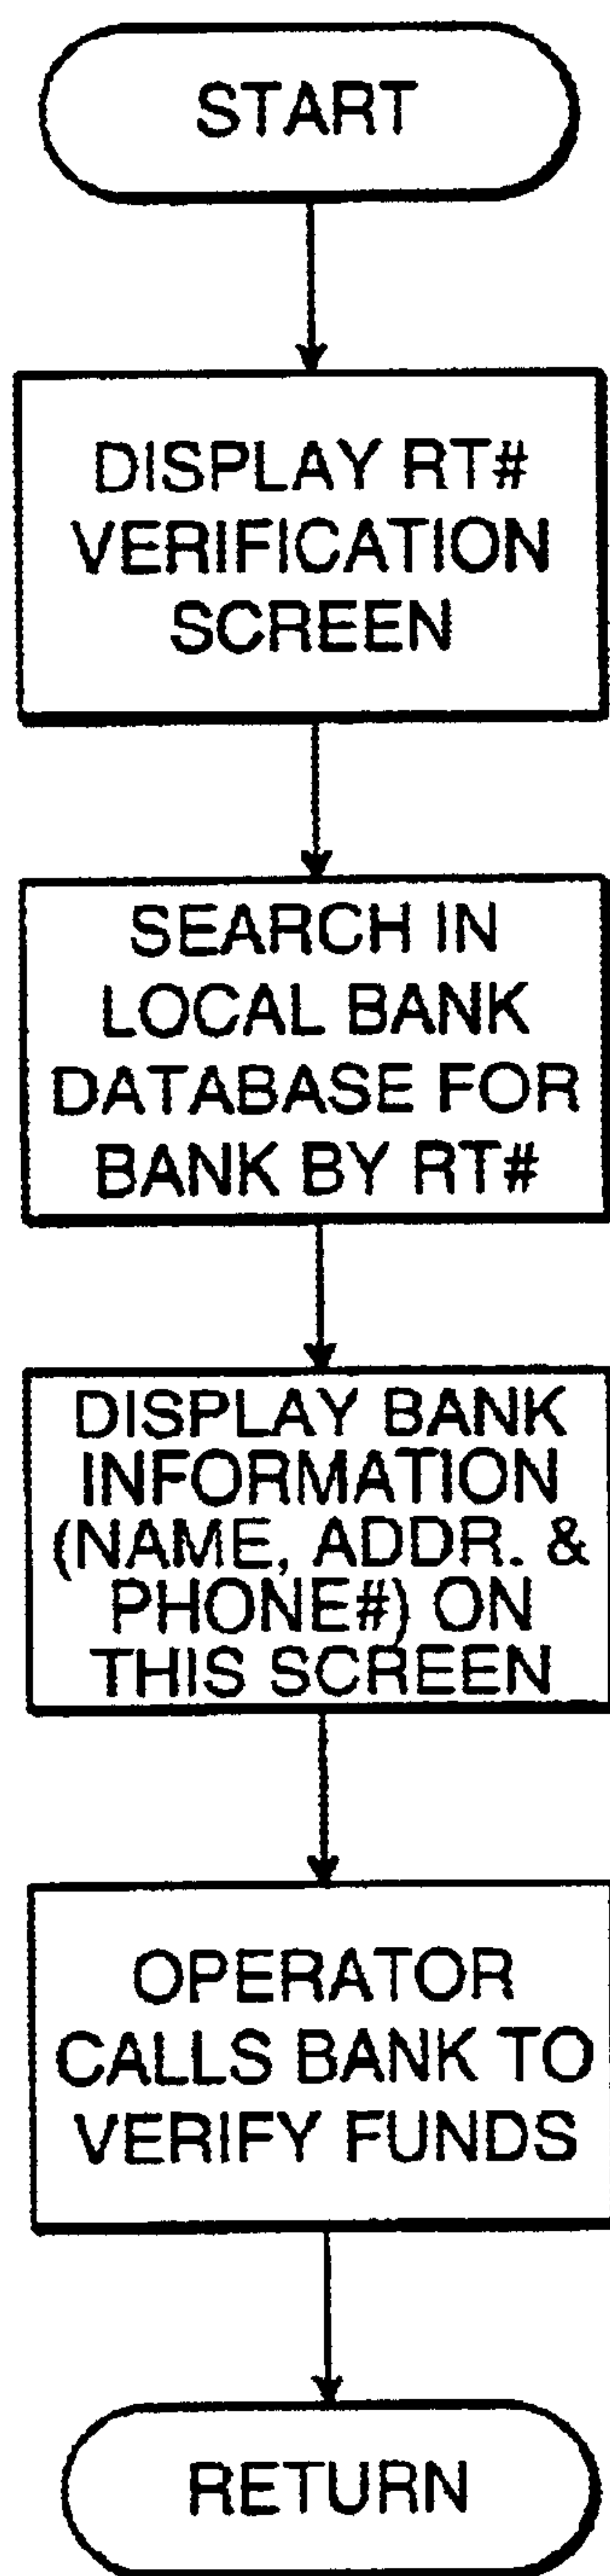 START
DISPLAY RT#
VERIFICATION
SCREEN
SEARCH IN
LOCAL BANK
DATABASE FOR
BANK BY RT#
DISPLAY BANK
INFORMATION
(NAME, ADDR. &
PHONE#) ON
THIS SCREEN
OPERATOR
CALLS BANK TO
VERIFY FUNDS
RETURN